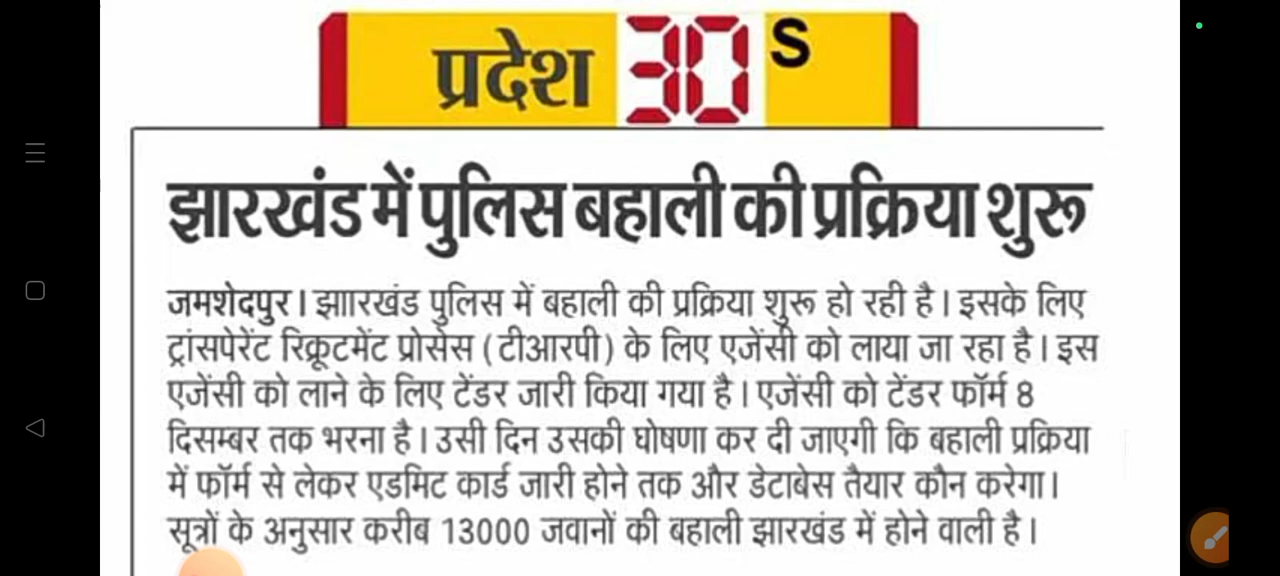 प्रदेश 30 S
झारखंड में पुलिस बहाली की प्रक्रिया शुरू
जमशेदपुर। झाारखंड पुलिस में बहाली की प्रक्रिया शुरू हो रही है। इसके लिए
ट्रांसपेरेंट रिक्रूटमेंट प्रोसेस (टीआरपी) के लिए एजेंसी को लाया जा रहा है। इस
एजेंसी को लाने के लिए टेंडर जारी किया गया है। एजेंसी को टेंडर फॉर्म 8
दिसम्बर तक भरना है। उसी दिन उसकी घोषणा कर दी जाएगी कि बहाली प्रक्रिया
में फॉर्म से लेकर एडमिट कार्ड जारी होने तक और डेटाबेस तैयार कौन करेगा।
सूत्रों के अनुसार करीब 13000 जवानों की बहाली झारखंड में होने वाली है।